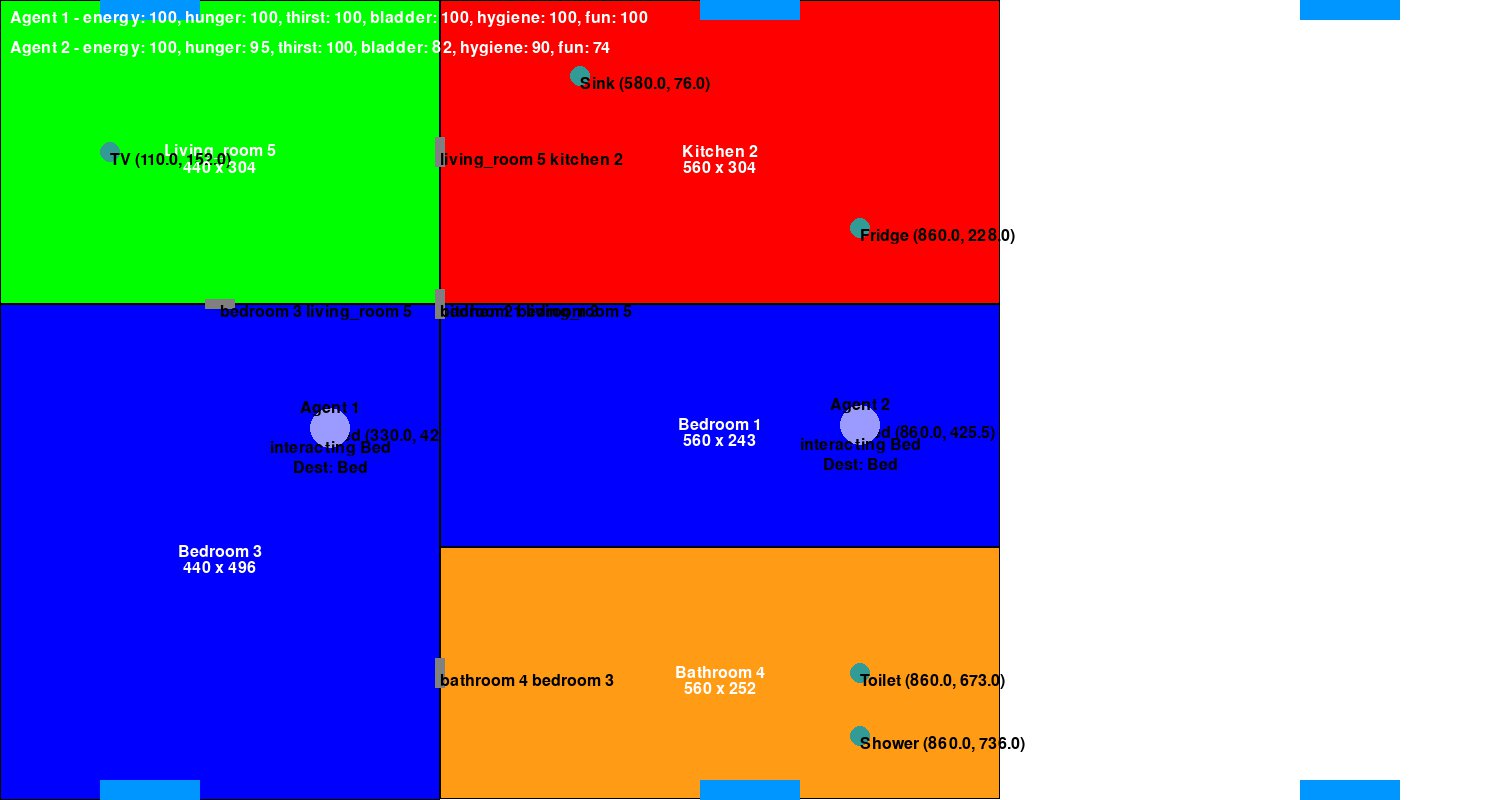 Agent 1 - energy: 100, hunger: 100, thirst: 100, bladder: 100, hygiene: 100, fun: 100
Agent 2 - energy: 100, hunger: 95, thirst: 100, bladder: 82, hygiene: 90, fun: 74
Sink (580.0, 76.0)
Living_room 5
TV (110.0, 152.0)
440 x 304
living_room 5 kitchen 2
Kitchen 2
560 x 304
Fridge (860.0, 228.0)
bedroom 3 living_room 5
Agent 1
(330.0, 42
interacting Bed
Dest: Bed
Agent 2
(860.0, 425.5)
interacting Bed
Dest: Bed
Bedroom 1
560 x 243
Bedroom 3
440 x 496
bathroom 4 bedroom 3
Bathroom 4
560 x 252
Toilet (860.0, 673.0)
Shower (860.0, 736.0)